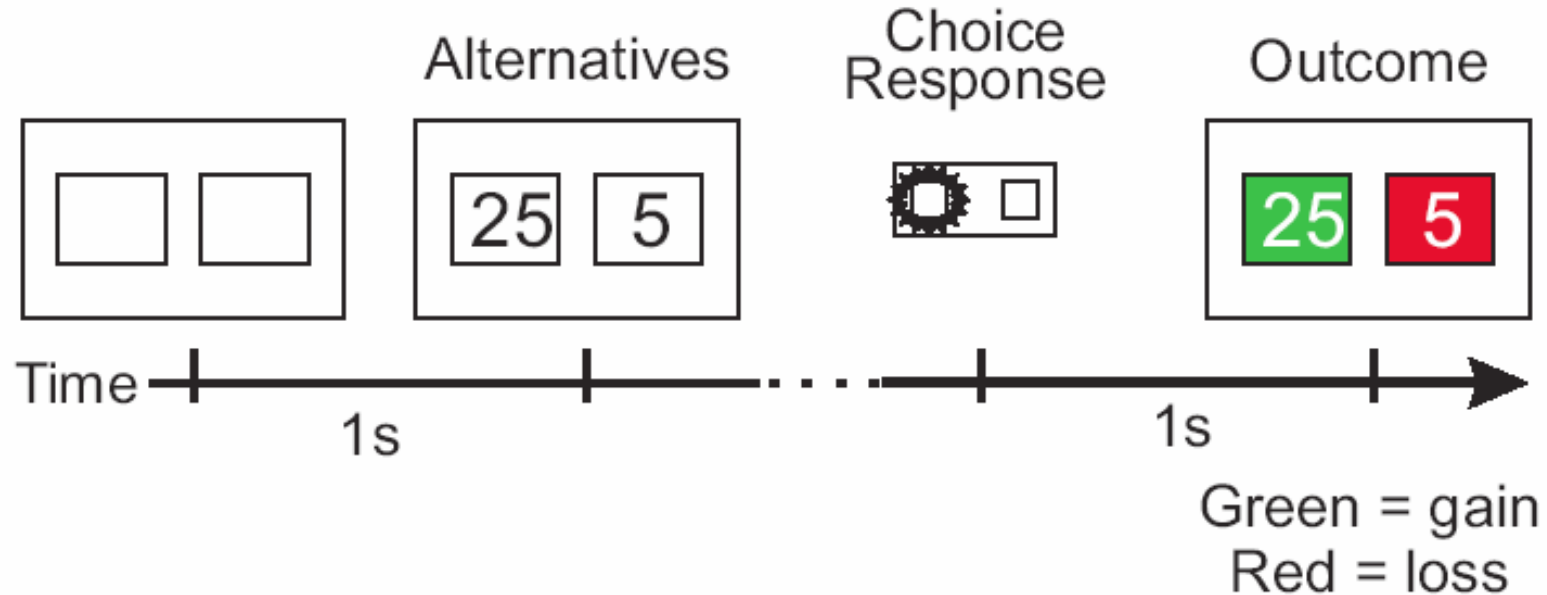 Alternatives
Choice
Response
Outcome
25 5
25 5
Time
1s
1s
Green = gain
Red = loss